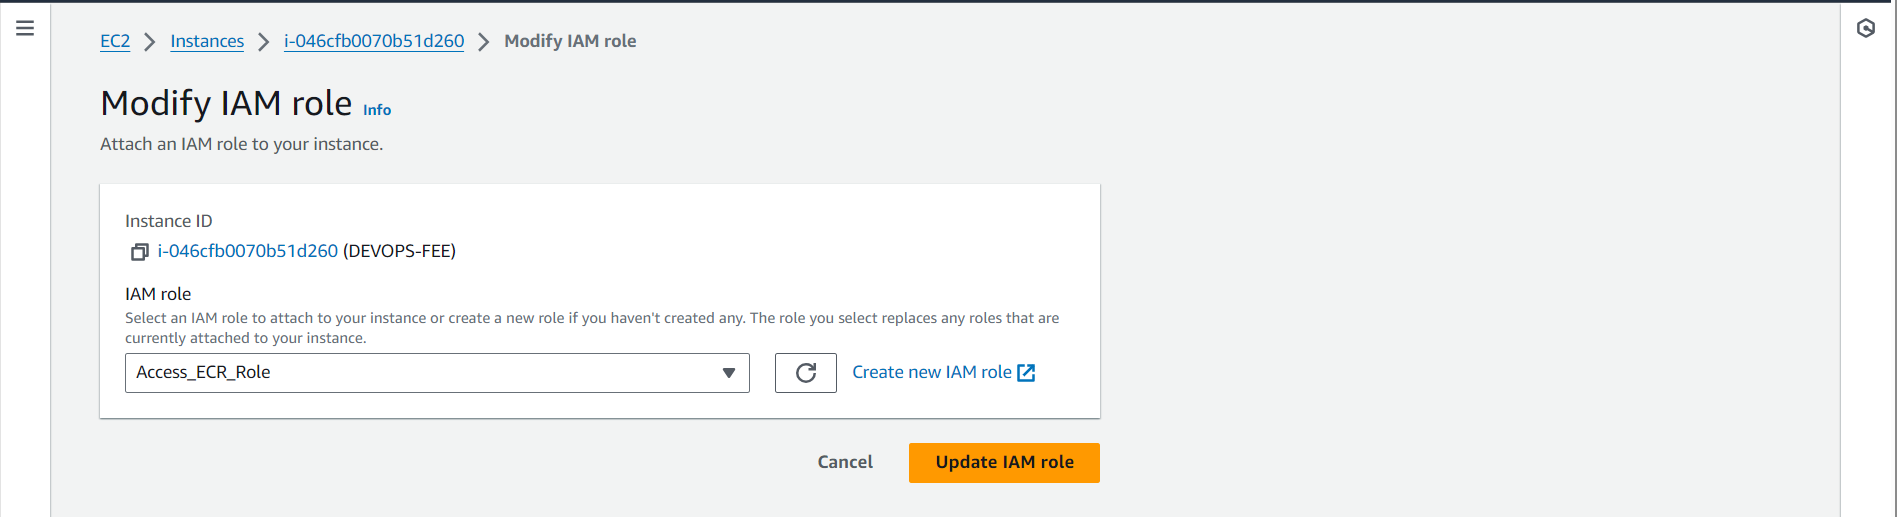 EC2 Instances i-046cfb0070b51d260 Modify IAM role
Modify IAM role Info
Attach an IAM role to your instance.
Instance ID
i-046cfb0070b51d260 (DEVOPS-FEE)
IAM role
Select an IAM role to attach to your instance or create a new role if you haven't created any. The role you select replaces any roles that are
currently attached to your instance.
Access_ECR_Role Create new IAM role
Cancel Update IAM role